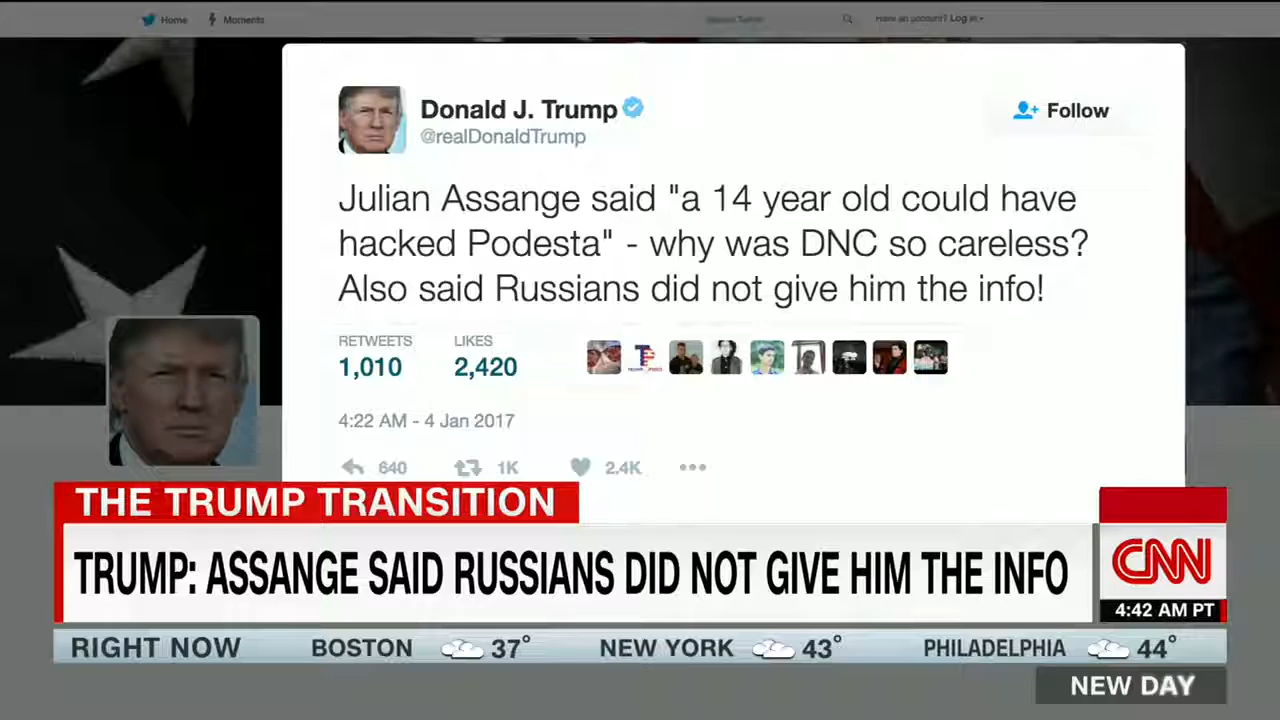 Home
Moments
Search Twitter
Have an account? Log in
Donald J. Trump
@realDonaldTrump
Follow
Julian Assange said "a 14 year old could have
hacked Podesta" - why was DNC so careless?
Also said Russians did not give him the info!
RETWEETS
LIKES
1,010
2,420
4:22 AM - 4 Jan 2017
640
1K
2.4K
THE TRUMP TRANSITION
TRUMP: ASSANGE SAID RUSSIANS DID NOT GIVE HIM THE INFO
CNN
4:42 AM PT
RIGHT NOW
BOSTON 37°
NEW YORK 43°
PHILADELPHIA 44°
NEW DAY